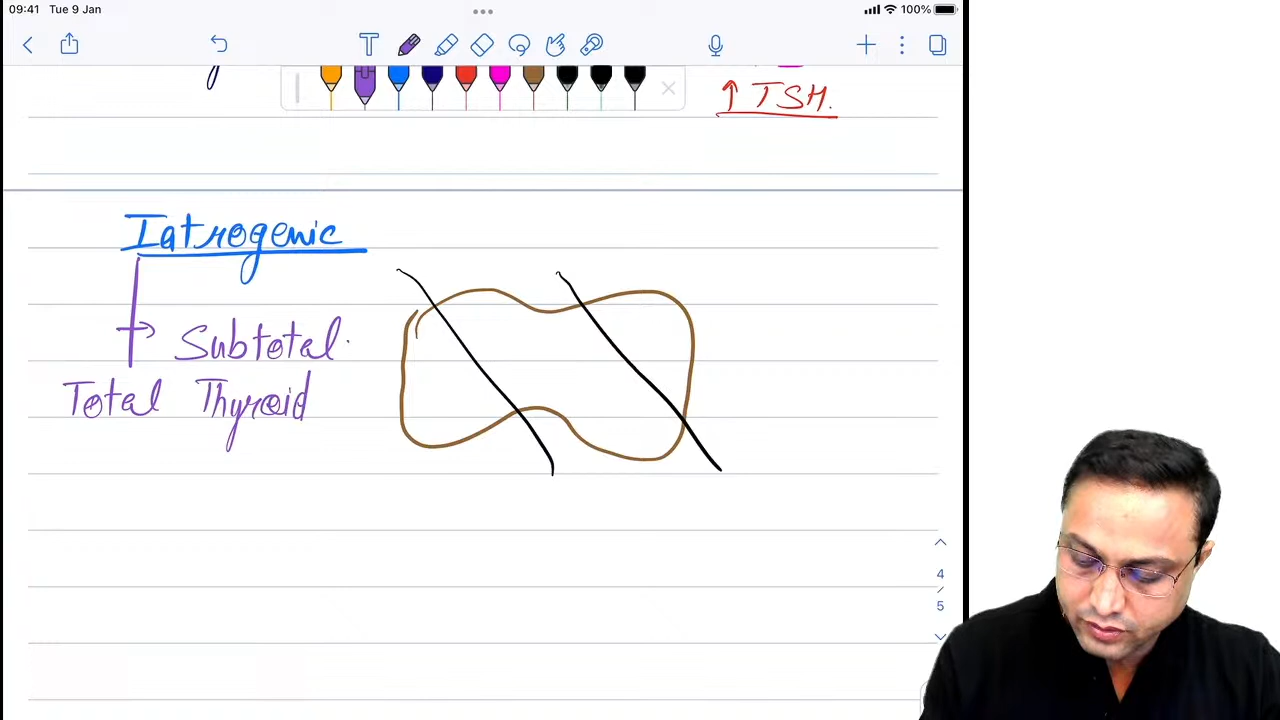 09:41 Tue 9 Jan
100%
T
↑ TSH.
Iatrogenic
→ Subtotal.
Total Thyroid
4
5